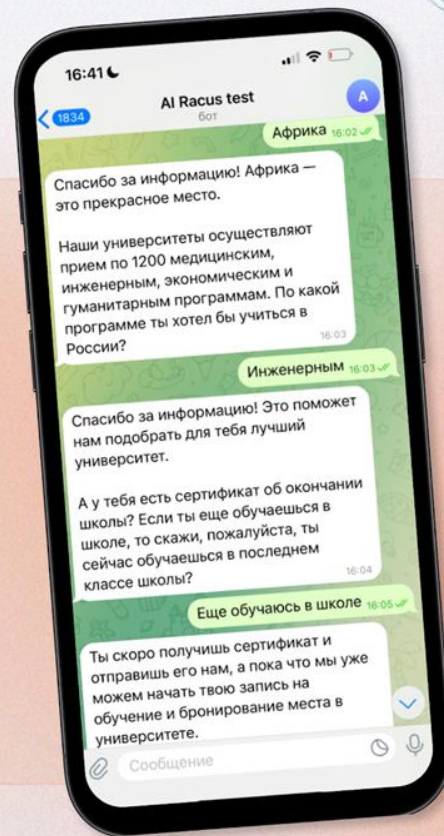 16:41
1834
AI Racus test
бот
A
Африка 16:02
Спасибо за информацию! Африка —
это прекрасное место.
Наши университеты осуществляют
прием по 1200 медицинским,
инженерным, экономическим и
гуманитарным программам. По какой
программе ты хотел бы учиться в
России?
16:03
Инженерным 16:03
Спасибо за информацию! Это поможет
нам подобрать для тебя лучший
университет.
А у тебя есть сертификат об окончании
школы? Если ты еще обучаешься в
школе, то скажи, пожалуйста, ты
сейчас обучаешься в последнем
классе школы?
16:04
Еще обучаюсь в школе 16:05
Ты скоро получишь сертификат и
отправишь его нам, а пока что мы уже
можем начать твою запись на
обучение и бронирование места в
университете.
Сообщение